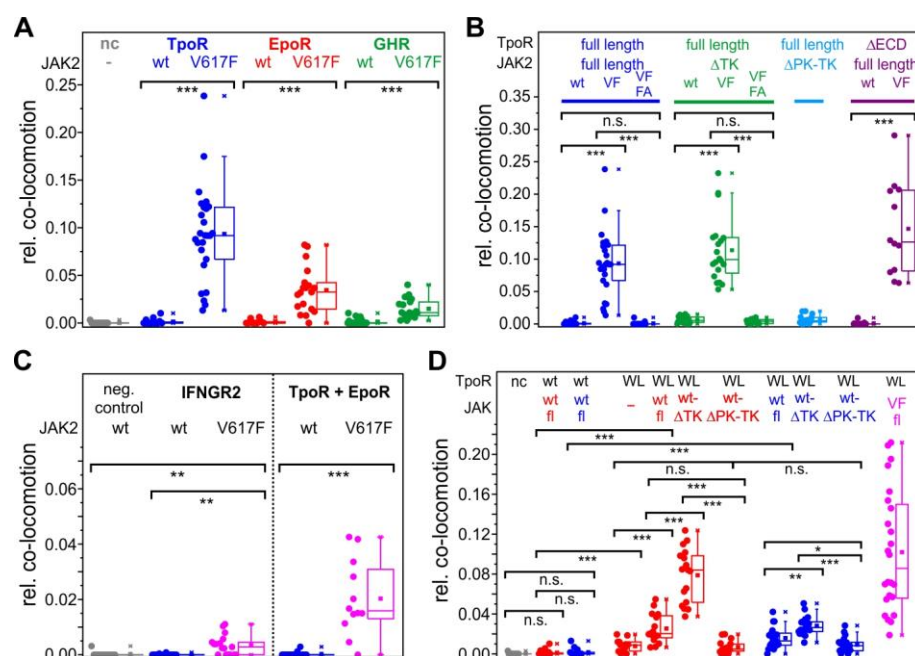 A
nc TpoR EpoR GHR
JAK2 - wt V617F wt V617F wt V617F
*** *** ***
rel. co-locomotion
0.25
0.20
0.15
0.10
0.05
0.00
B
TpoR full length full length full length ΔECD
JAK2 full length ΔTK ΔPK-TK full length
wt VF VF FA wt VF VF FA wt VF
n.s. n.s. ***
*** ***
*** ***
rel. co-locomotion
0.35
0.30
0.25
0.20
0.15
0.10
0.05
0.00
C
neg. control IFNGR2 TpoR + EpoR
JAK2 wt wt V617F wt V617F
** ***
**
rel. co-locomotion
0.06
0.04
0.02
0.00
D
TpoR nc wt wt WL WL WL WL WL WL WL WL
JAK wt fl wt fl – wt fl wt-ΔTK wt-ΔPK-TK wt fl wt-ΔTK wt-ΔPK-TK VF fl
***
***
n.s. n.s.
***
***
***
***
*** *
n.s. ** ***
n.s.
n.s.
rel. co-locomotion
0.20
0.16
0.12
0.08
0.04
0.00